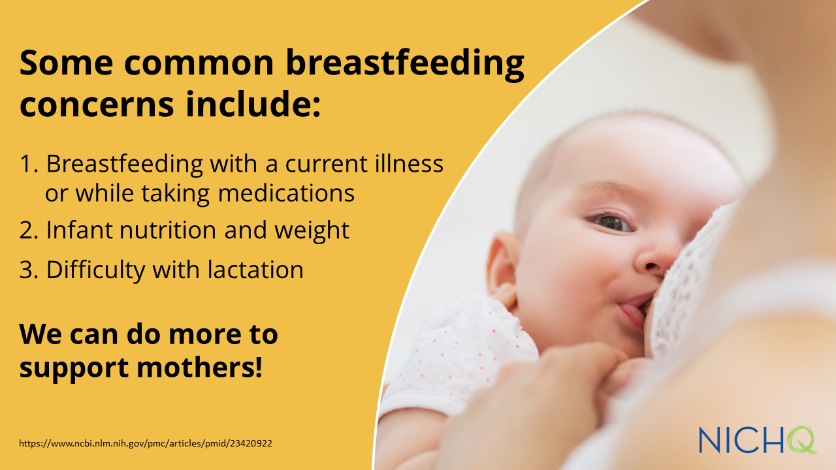 Some common breastfeeding
concerns include:
1. Breastfeeding with a current illness
or while taking medications
2. Infant nutrition and weight
3. Difficulty with lactation
We can do more to
support mothers!
https://www.ncbi.nlm.nih.gov/pmc/articles/pmid/23420922
NICHQ